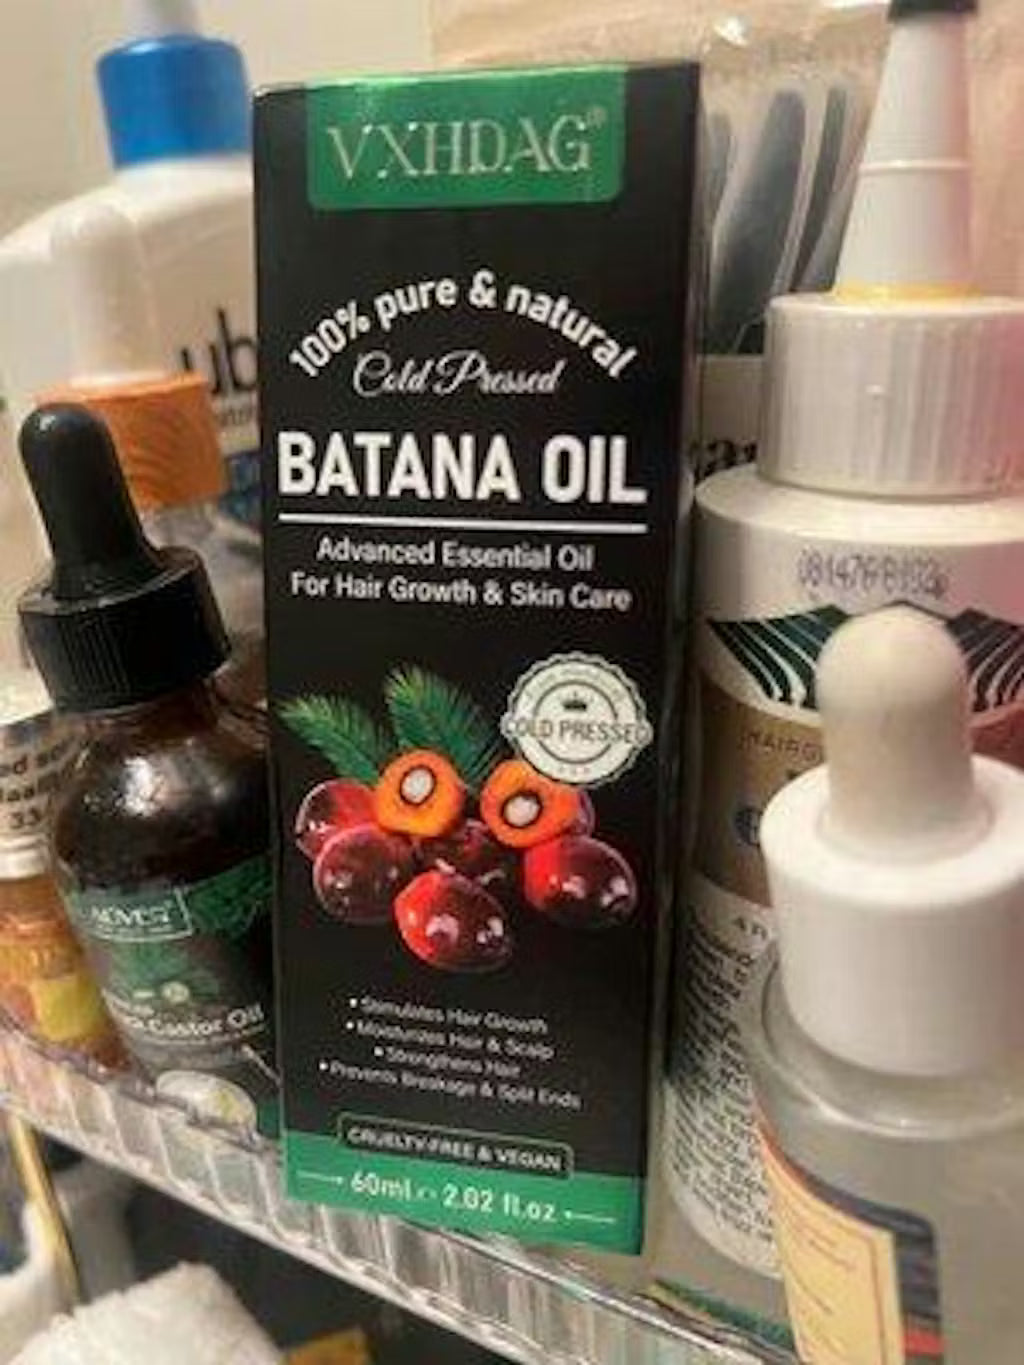 VXHDAG®
100% pure & natural
Cold Pressed
BATANA OIL
Advanced Essential Oil
For Hair Growth & Skin Care
COLD PRESSED
• Stimulates Hair Growth
• Moisturizes Hair & Scalp
• Strengthens Hair
• Prevents Breakage & Split Ends
CRUELTY-FREE & VEGAN
60ml 2.02 fl.oz
ub
Castor Oil